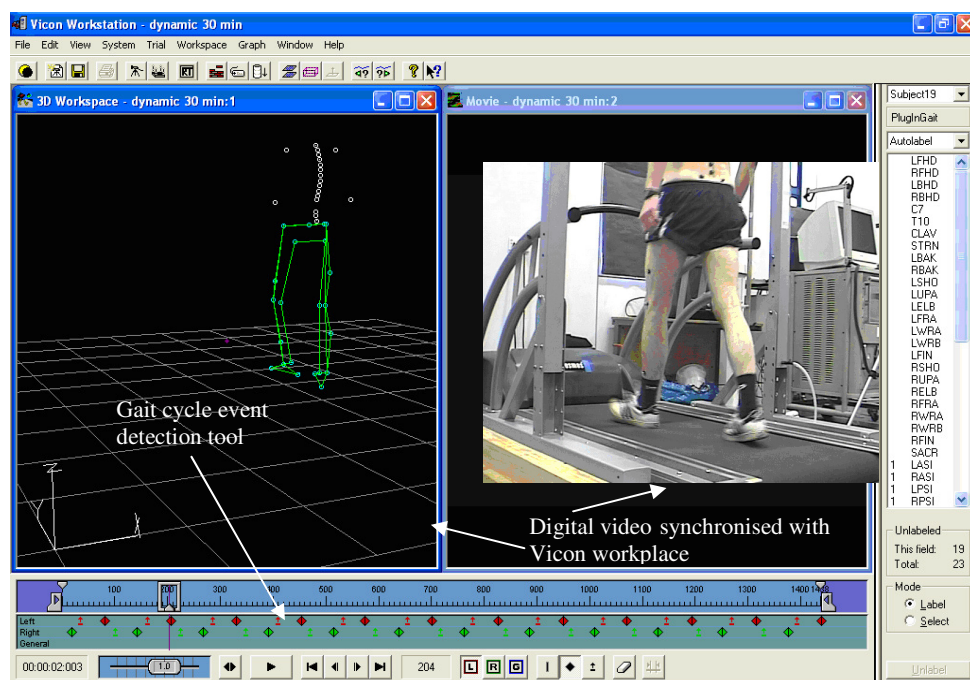 Vicon Workstation - dynamic 30 min
File Edit View System Trial Workspace Graph Window Help
RT
3D Workspace - dynamic 30 min:1
Movie - dynamic 30 min:2
Subject19
PlugInGait
Autolabel
LFHD
RFHD
LBHD
RBHD
C7
T10
CLAV
STRN
LBAK
RBAK
LSHO
LUPA
LELB
LFRA
LWRA
LWRB
LFIN
RSHO
RUPA
RELB
RFRA
RWRA
RWRB
RFIN
SACR
1 LASI
1 RASI
1 LPSI
1 RPSI
Gait cycle event
detection tool
Z
Y
X
Digital video synchronised with
Vicon workplace
Unlabeled
This field: 19
Total: 23
Mode
Label
Select
Unlabel
100 200 300 400 500 600 700 800 900 1000 1100 1200 1300 1400
Left
Right
General
00:00:02:003
1.0
204
L R G